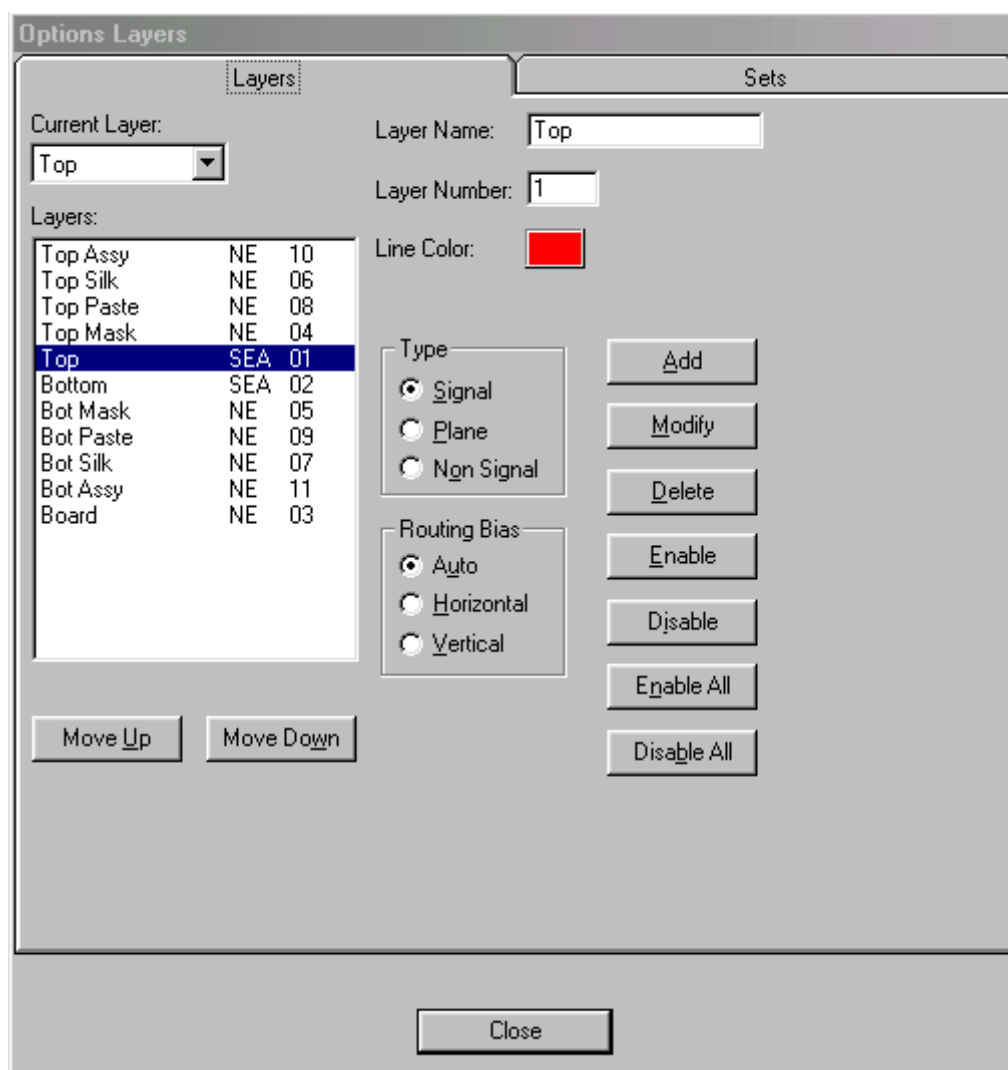 Options Layers
Layers
Sets
Current Layer:
Top
Layers:
Top Assy NE 10
Top Silk NE 06
Top Paste NE 08
Top Mask NE 04
Top SEA 01
Bottom SEA 02
Bot Mask NE 05
Bot Paste NE 09
Bot Silk NE 07
Bot Assy NE 11
Board NE 03
Move Up
Move Down
Layer Name: Top
Layer Number: 1
Line Color:
Type
Signal
Plane
Non Signal
Routing Bias
Auto
Horizontal
Vertical
Add
Modify
Delete
Enable
Disable
Enable All
Disable All
Close